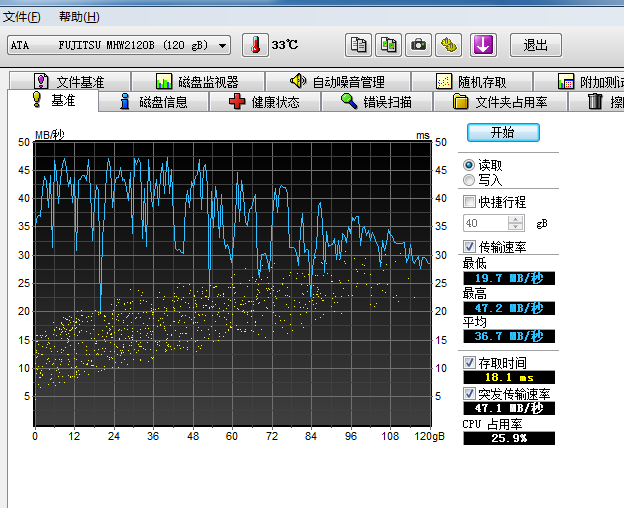 文件(F) 帮助(H)
ATA FUJITSU MHW2120B (120 gB) 33℃ 退出
文件基准 磁盘监视器 自动噪音管理 随机存取 附加测试
基准 磁盘信息 健康状态 错误扫描 文件夹占用率
MB/秒 ms
50 50
45 45
40 40
35 35
30 30
25 25
20 20
15 15
10 10
5 5
0 12 24 36 48 60 72 84 96 108 120gB
开始
读取
写入
快捷行程
40 gB
传输速率
最低
19.7 MB/秒
最高
47.2 MB/秒
平均
36.7 MB/秒
存取时间
18.1 ms
突发传输速率
47.1 MB/秒
CPU 占用率
25.9%